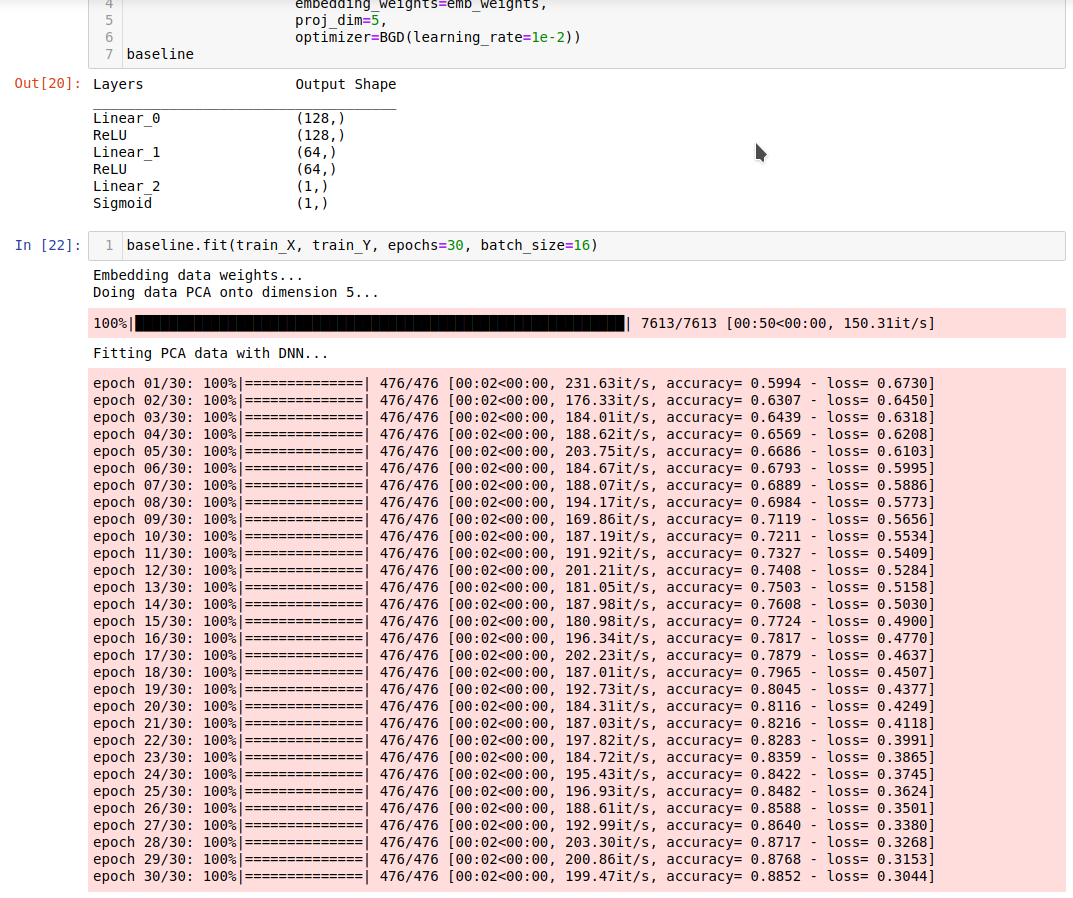 4 embedding_weights=emb_weights,
5 proj_dim=5,
6 optimizer=BGD(learning_rate=1e-2))
7 baseline
Out[20]: Layers Output Shape
____________________________________
Linear_0 (128,)
ReLU (128,)
Linear_1 (64,)
ReLU (64,)
Linear_2 (1,)
Sigmoid (1,)
In [22]: 1 baseline.fit(train_X, train_Y, epochs=30, batch_size=16)
Embedding data weights...
Doing data PCA onto dimension 5...
100%|██████████| 7613/7613 [00:50<00:00, 150.31it/s]
Fitting PCA data with DNN...
epoch 01/30: 100%|==============| 476/476 [00:02<00:00, 231.63it/s, accuracy= 0.5994 - loss= 0.6730]
epoch 02/30: 100%|==============| 476/476 [00:02<00:00, 176.33it/s, accuracy= 0.6307 - loss= 0.6450]
epoch 03/30: 100%|==============| 476/476 [00:02<00:00, 184.01it/s, accuracy= 0.6439 - loss= 0.6318]
epoch 04/30: 100%|==============| 476/476 [00:02<00:00, 188.62it/s, accuracy= 0.6569 - loss= 0.6208]
epoch 05/30: 100%|==============| 476/476 [00:02<00:00, 203.75it/s, accuracy= 0.6686 - loss= 0.6103]
epoch 06/30: 100%|==============| 476/476 [00:02<00:00, 184.67it/s, accuracy= 0.6793 - loss= 0.5995]
epoch 07/30: 100%|==============| 476/476 [00:02<00:00, 188.07it/s, accuracy= 0.6889 - loss= 0.5886]
epoch 08/30: 100%|==============| 476/476 [00:02<00:00, 194.17it/s, accuracy= 0.6984 - loss= 0.5773]
epoch 09/30: 100%|==============| 476/476 [00:02<00:00, 169.86it/s, accuracy= 0.7119 - loss= 0.5656]
epoch 10/30: 100%|==============| 476/476 [00:02<00:00, 187.19it/s, accuracy= 0.7211 - loss= 0.5534]
epoch 11/30: 100%|==============| 476/476 [00:02<00:00, 191.92it/s, accuracy= 0.7327 - loss= 0.5409]
epoch 12/30: 100%|==============| 476/476 [00:02<00:00, 201.21it/s, accuracy= 0.7408 - loss= 0.5284]
epoch 13/30: 100%|==============| 476/476 [00:02<00:00, 181.05it/s, accuracy= 0.7503 - loss= 0.5158]
epoch 14/30: 100%|==============| 476/476 [00:02<00:00, 187.98it/s, accuracy= 0.7608 - loss= 0.5030]
epoch 15/30: 100%|==============| 476/476 [00:02<00:00, 180.98it/s, accuracy= 0.7724 - loss= 0.4900]
epoch 16/30: 100%|==============| 476/476 [00:02<00:00, 196.34it/s, accuracy= 0.7817 - loss= 0.4770]
epoch 17/30: 100%|==============| 476/476 [00:02<00:00, 202.23it/s, accuracy= 0.7879 - loss= 0.4637]
epoch 18/30: 100%|==============| 476/476 [00:02<00:00, 187.01it/s, accuracy= 0.7965 - loss= 0.4507]
epoch 19/30: 100%|==============| 476/476 [00:02<00:00, 192.73it/s, accuracy= 0.8045 - loss= 0.4377]
epoch 20/30: 100%|==============| 476/476 [00:02<00:00, 184.31it/s, accuracy= 0.8116 - loss= 0.4249]
epoch 21/30: 100%|==============| 476/476 [00:02<00:00, 187.03it/s, accuracy= 0.8216 - loss= 0.4118]
epoch 22/30: 100%|==============| 476/476 [00:02<00:00, 197.82it/s, accuracy= 0.8283 - loss= 0.3991]
epoch 23/30: 100%|==============| 476/476 [00:02<00:00, 184.72it/s, accuracy= 0.8359 - loss= 0.3865]
epoch 24/30: 100%|==============| 476/476 [00:02<00:00, 195.43it/s, accuracy= 0.8422 - loss= 0.3745]
epoch 25/30: 100%|==============| 476/476 [00:02<00:00, 196.93it/s, accuracy= 0.8482 - loss= 0.3624]
epoch 26/30: 100%|==============| 476/476 [00:02<00:00, 188.61it/s, accuracy= 0.8588 - loss= 0.3501]
epoch 27/30: 100%|==============| 476/476 [00:02<00:00, 192.99it/s, accuracy= 0.8640 - loss= 0.3380]
epoch 28/30: 100%|==============| 476/476 [00:02<00:00, 203.30it/s, accuracy= 0.8717 - loss= 0.3268]
epoch 29/30: 100%|==============| 476/476 [00:02<00:00, 200.86it/s, accuracy= 0.8768 - loss= 0.3153]
epoch 30/30: 100%|==============| 476/476 [00:02<00:00, 199.47it/s, accuracy= 0.8852 - loss= 0.3044]